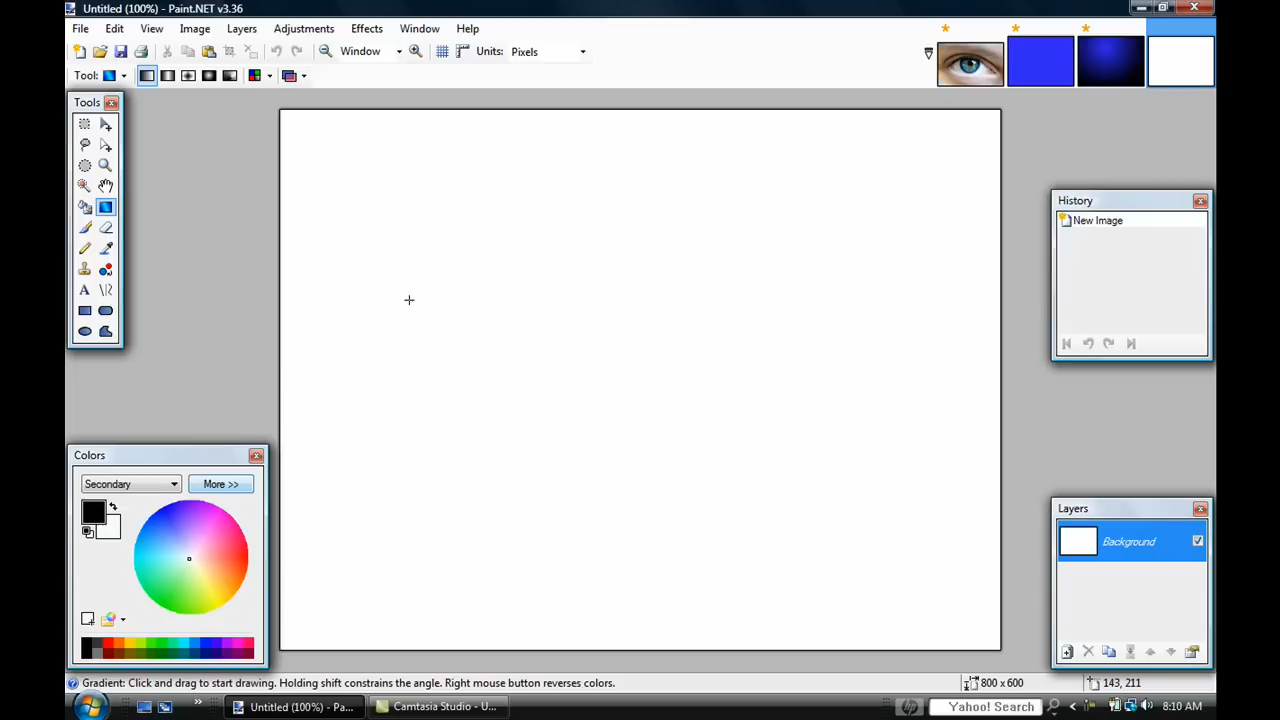 Untitled (100%) - Paint.NET v3.36
File Edit View Image Layers Adjustments Effects Window Help
Window Units: Pixels
Tool:
Tools
History
New Image
Colors
Secondary More >>
Layers
Background
Gradient: Click and drag to start drawing. Holding shift constrains the angle. Right mouse button reverses colors.
800 x 600
143, 211
Untitled (100%) - Pa...
Camtasia Studio - U...
hp
Yahoo! Search
8:10 AM